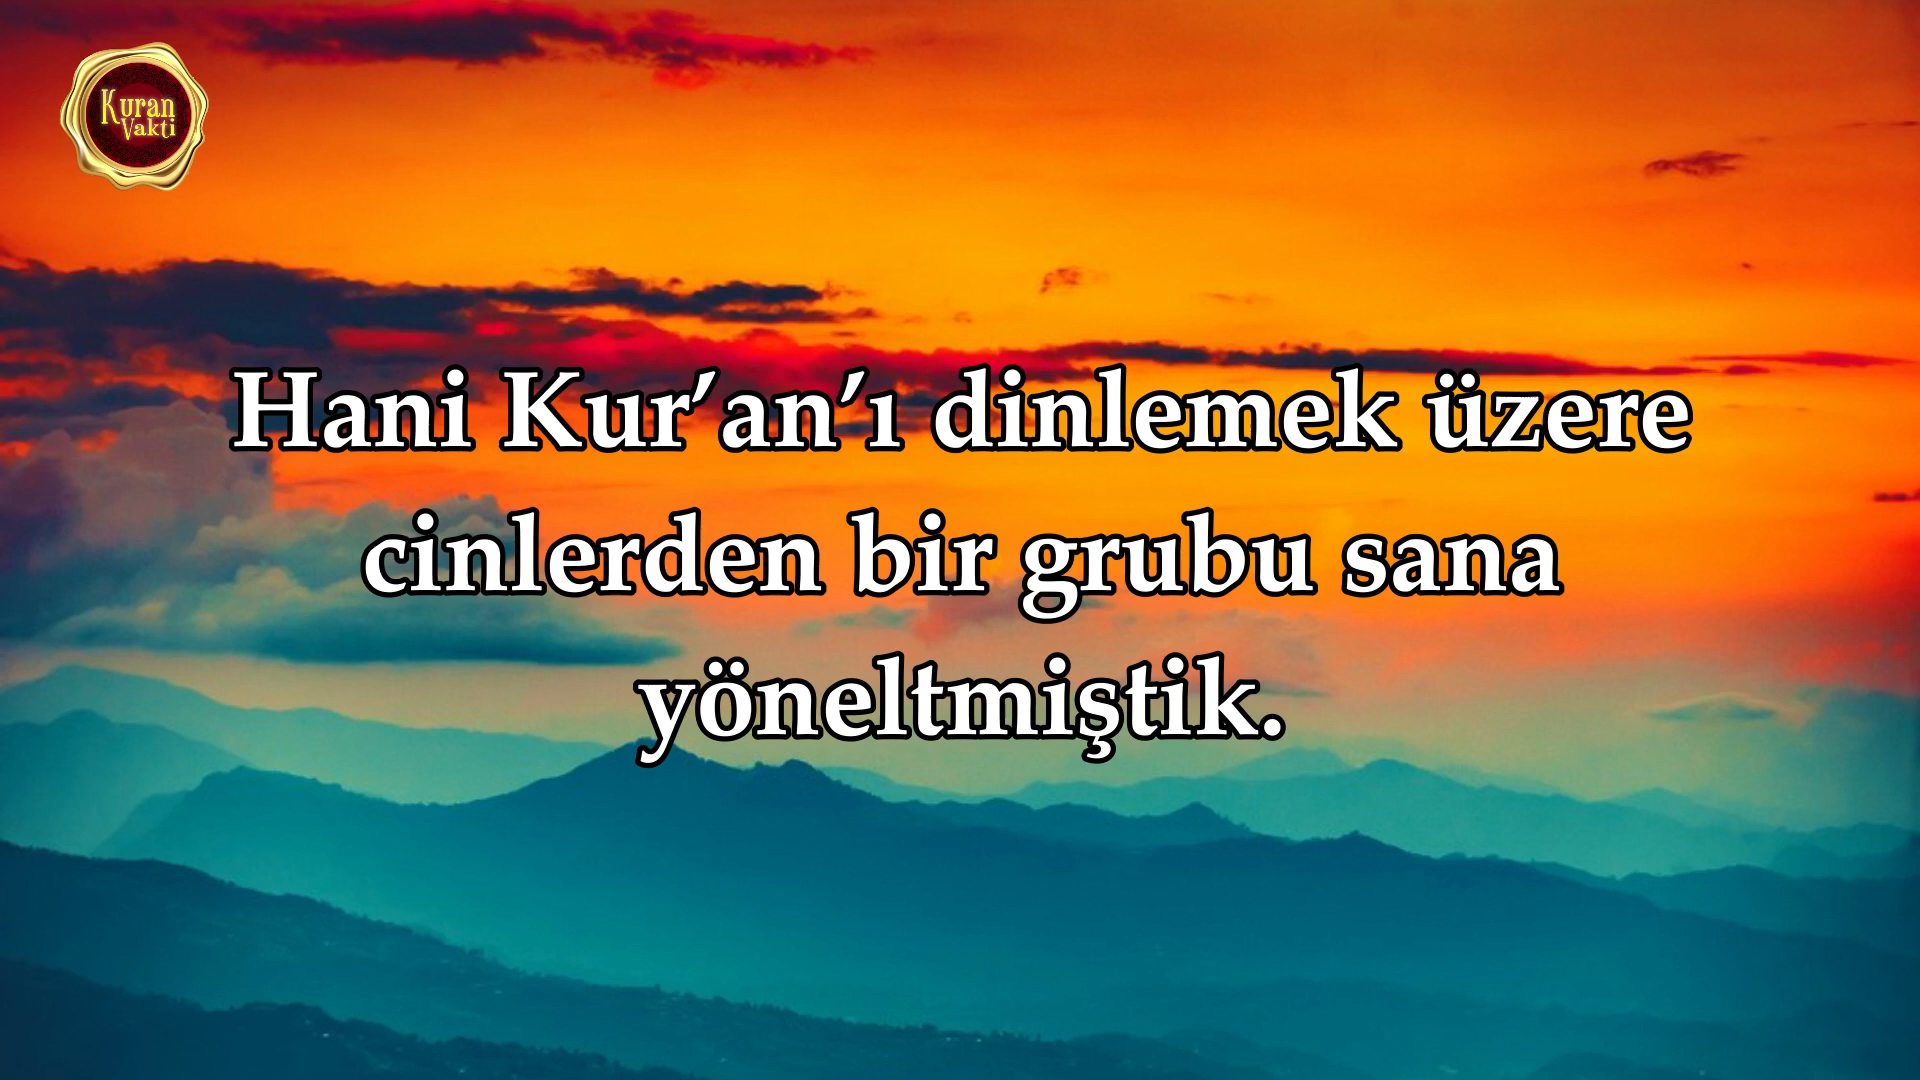 Kuran
Vakti
Hani Kur’an’ı dinlemek üzere
cinlerden bir grubu sana
yöneltmiştik.